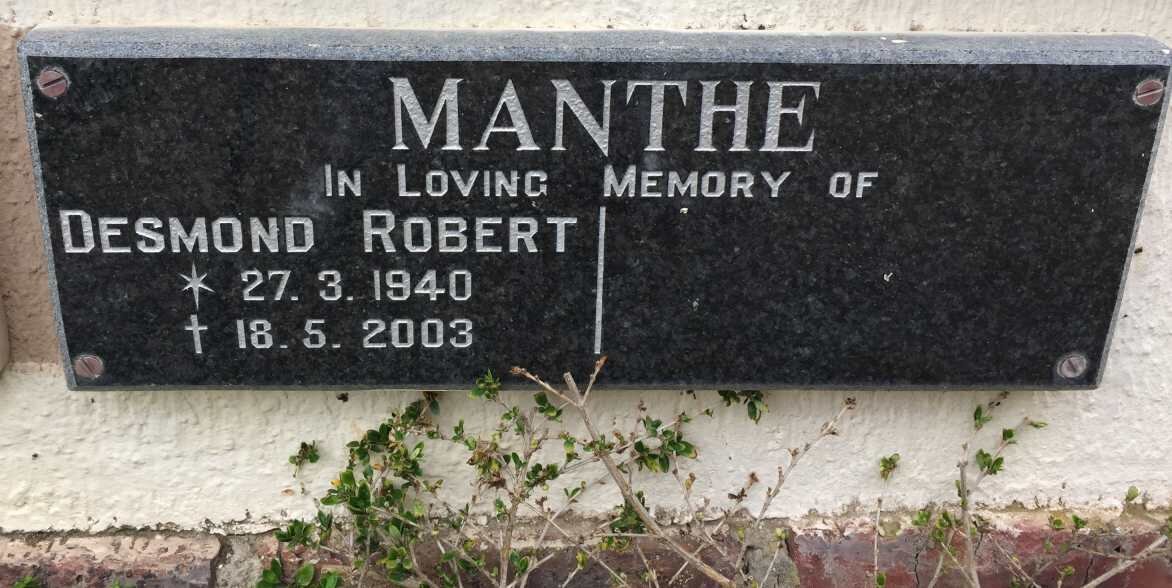 MANTHE
IN LOVING MEMORY OF
DESMOND ROBERT
* 27. 3. 1940
† 18. 5. 2003